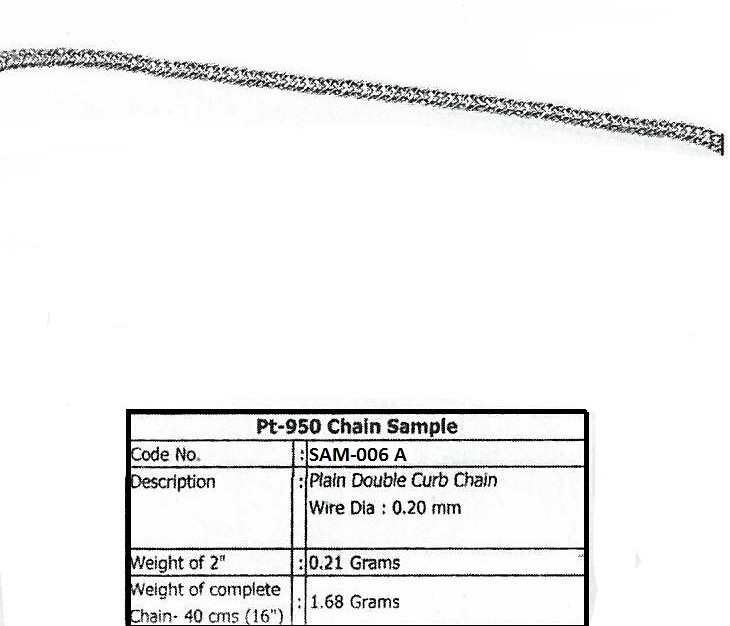 Pt-950 Chain Sample
Code No. : SAM-006 A
Description : Plain Double Curb Chain
Wire Dia : 0.20 mm
Weight of 2" : 0.21 Grams
Weight of complete
Chain- 40 cms (16") : 1.68 Grams